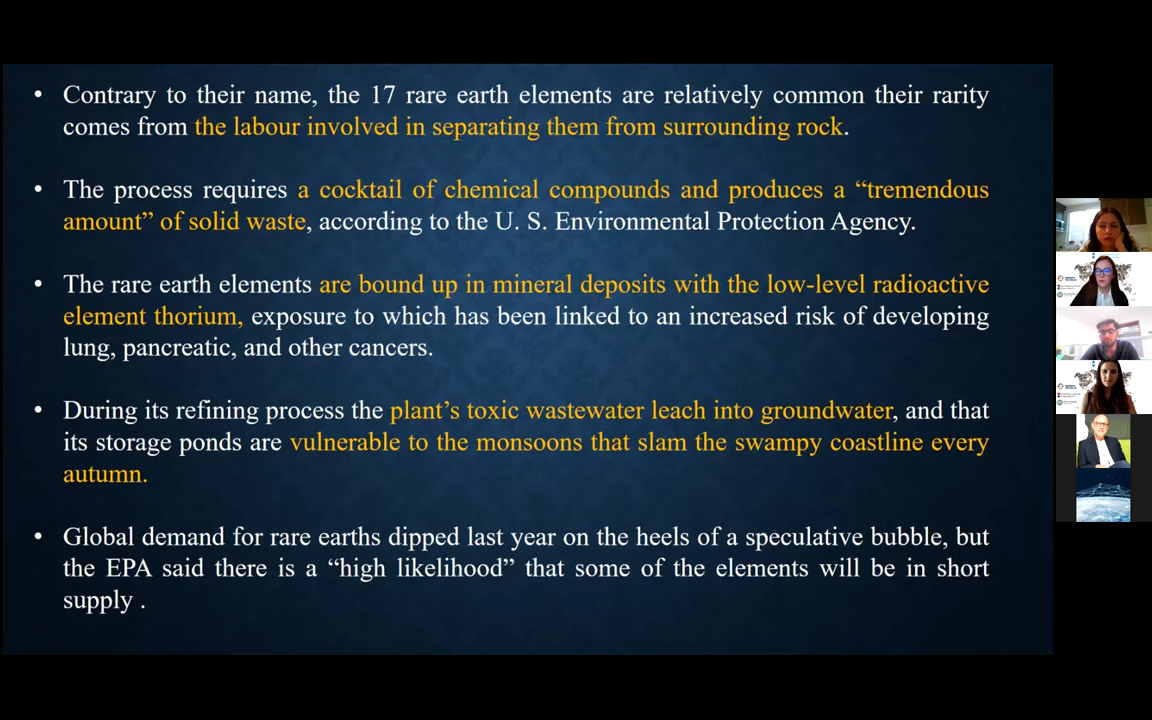 • Contrary to their name, the 17 rare earth elements are relatively common their rarity
comes from the labour involved in separating them from surrounding rock.
• The process requires a cocktail of chemical compounds and produces a “tremendous
amount” of solid waste, according to the U. S. Environmental Protection Agency.
• The rare earth elements are bound up in mineral deposits with the low-level radioactive
element thorium, exposure to which has been linked to an increased risk of developing
lung, pancreatic, and other cancers.
• During its refining process the plant’s toxic wastewater leach into groundwater, and that
its storage ponds are vulnerable to the monsoons that slam the swampy coastline every
autumn.
• Global demand for rare earths dipped last year on the heels of a speculative bubble, but
the EPA said there is a “high likelihood” that some of the elements will be in short
supply .